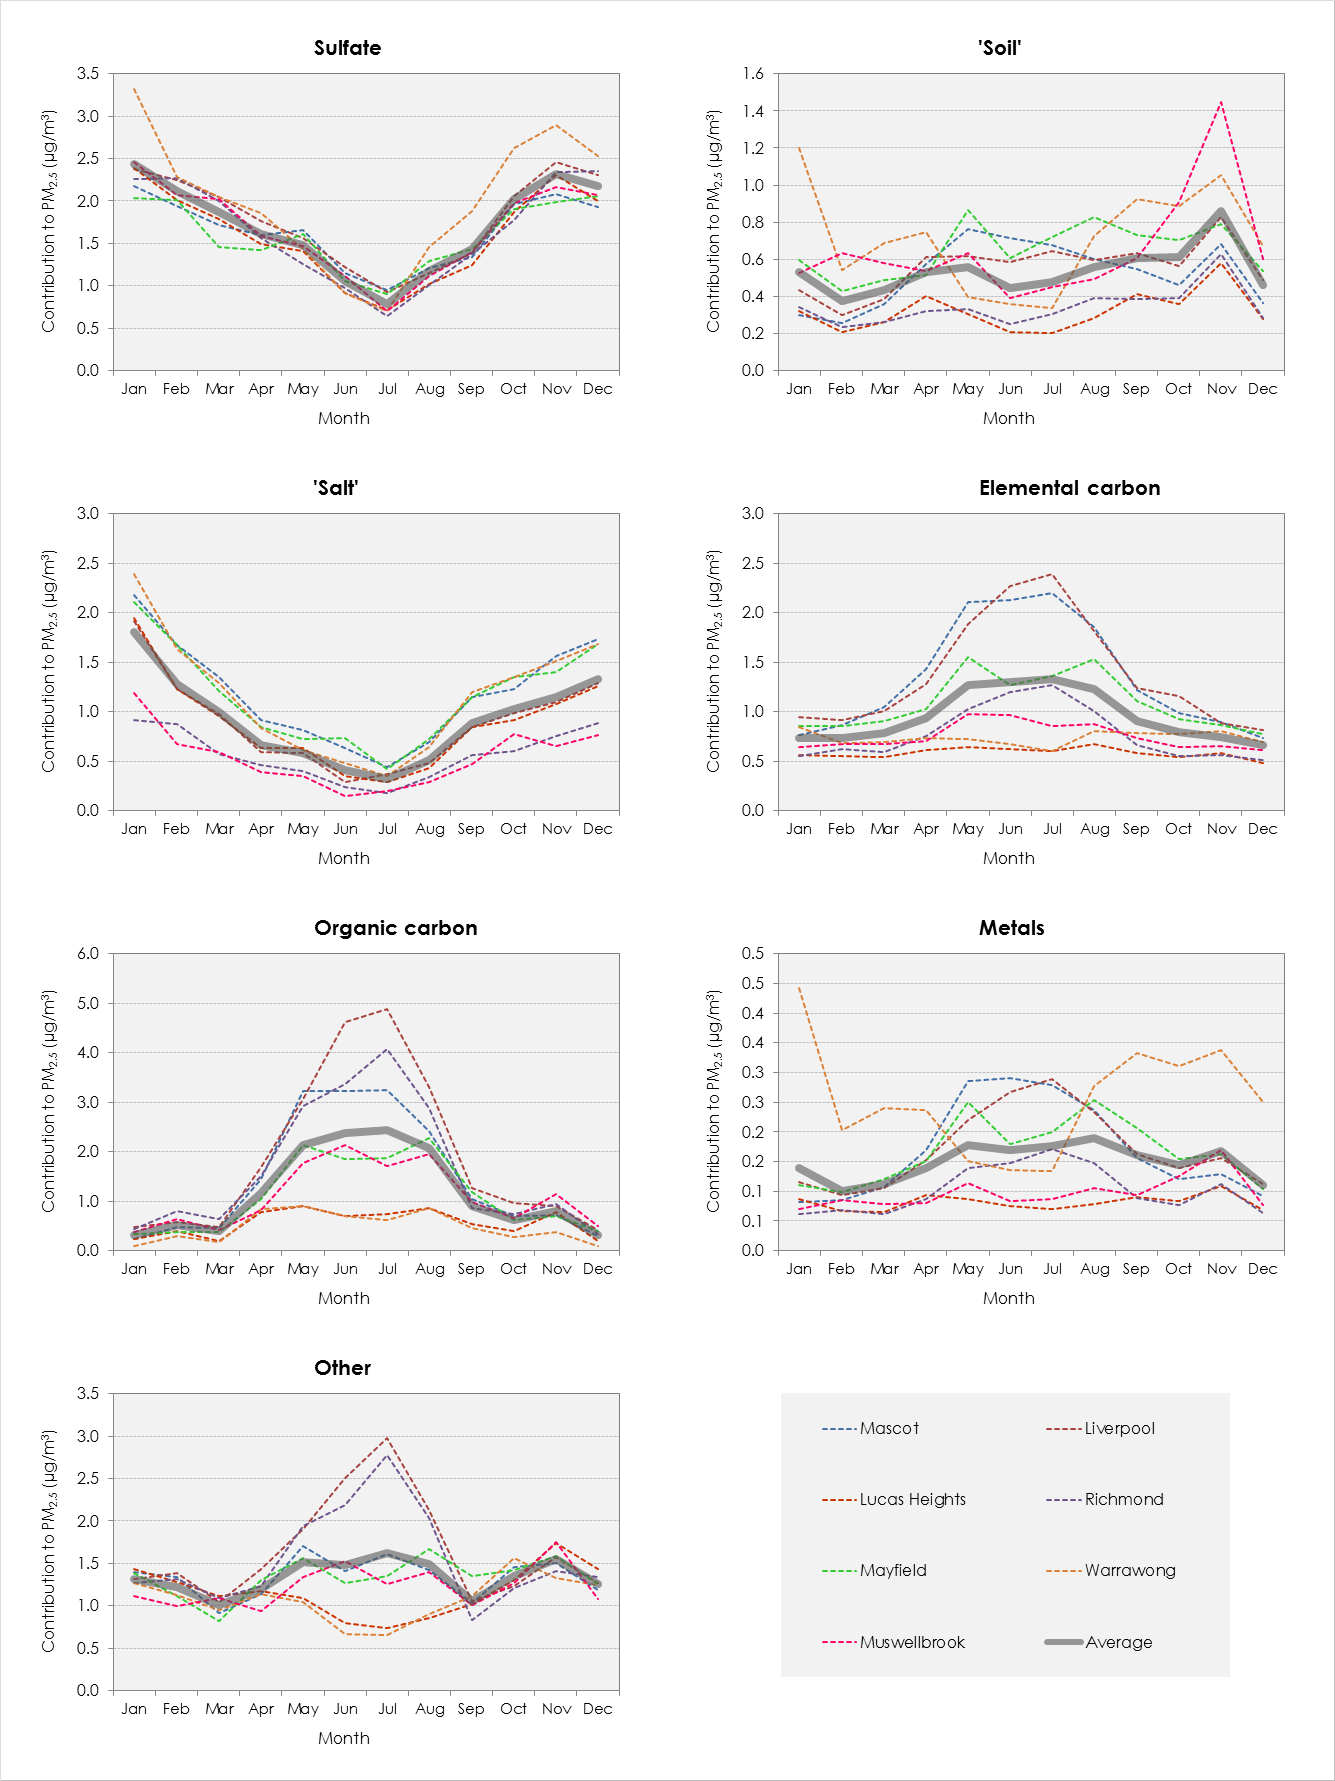 Sulfate
Contribution to PM2.5 (µg/m³)
3.5
3.0
2.5
2.0
1.5
1.0
0.5
0.0
Jan Feb Mar Apr May Jun Jul Aug Sep Oct Nov Dec
Month
'Soil'
Contribution to PM2.5 (µg/m³)
1.6
1.4
1.2
1.0
0.8
0.6
0.4
0.2
0.0
Jan Feb Mar Apr May Jun Jul Aug Sep Oct Nov Dec
Month
'Salt'
Contribution to PM2.5 (µg/m³)
3.0
2.5
2.0
1.5
1.0
0.5
0.0
Jan Feb Mar Apr May Jun Jul Aug Sep Oct Nov Dec
Month
Elemental carbon
Contribution to PM2.5 (µg/m³)
3.0
2.5
2.0
1.5
1.0
0.5
0.0
Jan Feb Mar Apr May Jun Jul Aug Sep Oct Nov Dec
Month
Organic carbon
Contribution to PM2.5 (µg/m³)
6.0
5.0
4.0
3.0
2.0
1.0
0.0
Jan Feb Mar Apr May Jun Jul Aug Sep Oct Nov Dec
Month
Metals
Contribution to PM2.5 (µg/m³)
0.5
0.5
0.4
0.4
0.3
0.3
0.2
0.2
0.1
0.1
0.0
Jan Feb Mar Apr May Jun Jul Aug Sep Oct Nov Dec
Month
Other
Contribution to PM2.5 (µg/m³)
3.5
3.0
2.5
2.0
1.5
1.0
0.5
0.0
Jan Feb Mar Apr May Jun Jul Aug Sep Oct Nov Dec
Month
Mascot Liverpool
Lucas Heights Richmond
Mayfield Warrawong
Muswellbrook Average